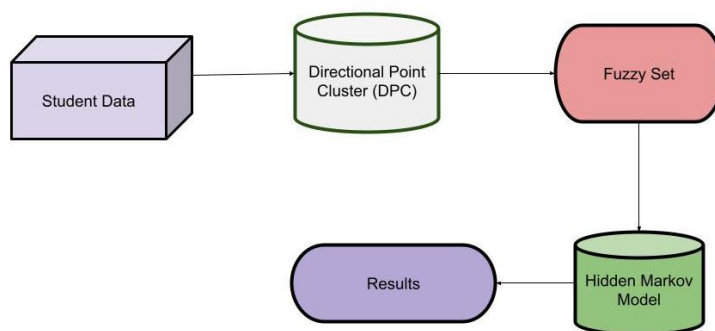 Student Data
Directional Point
Cluster (DPC)
Fuzzy Set
Hidden Markov
Model
Results